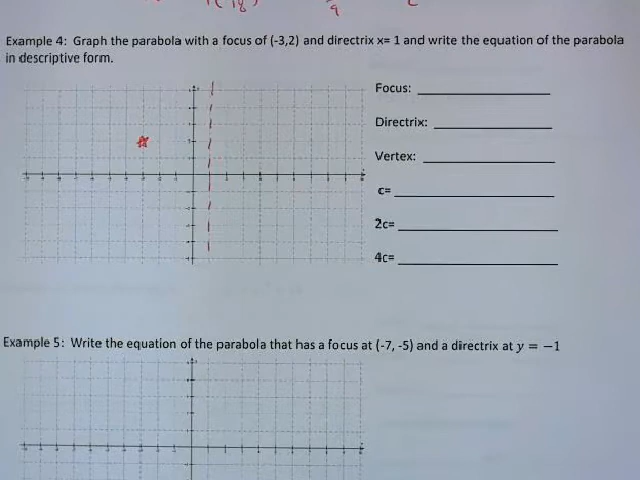 Example 4: Graph the parabola with a focus of (-3,2) and directrix x= 1 and write the equation of the parabola
in descriptive form.
Focus:
Directrix:
Vertex:
c=
2c=
4c=
Example 5: Write the equation of the parabola that has a focus at (-7, -5) and a directrix at y = −1